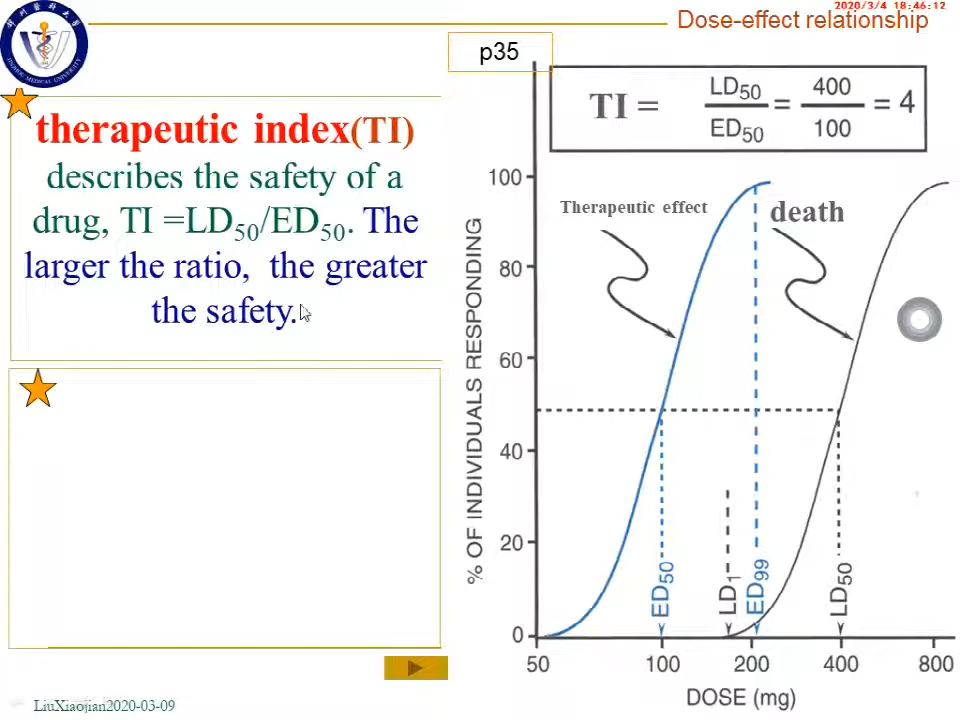 2020/3/4 18:46:12
Dose-effect relationship
p35
therapeutic index(TI)
describes the safety of a
drug, TI =LD50/ED50. The
larger the ratio, the greater
the safety.
TI = LD50 / ED50 = 400 / 100 = 4
Therapeutic effect
death
% OF INDIVIDUALS RESPONDING
100
80
60
40
20
0
ED50
LD1
ED99
LD50
50 100 200 400 800
DOSE (mg)
JINZHOU MEDICAL UNIVERSITY
LiuXiaojian2020-03-09